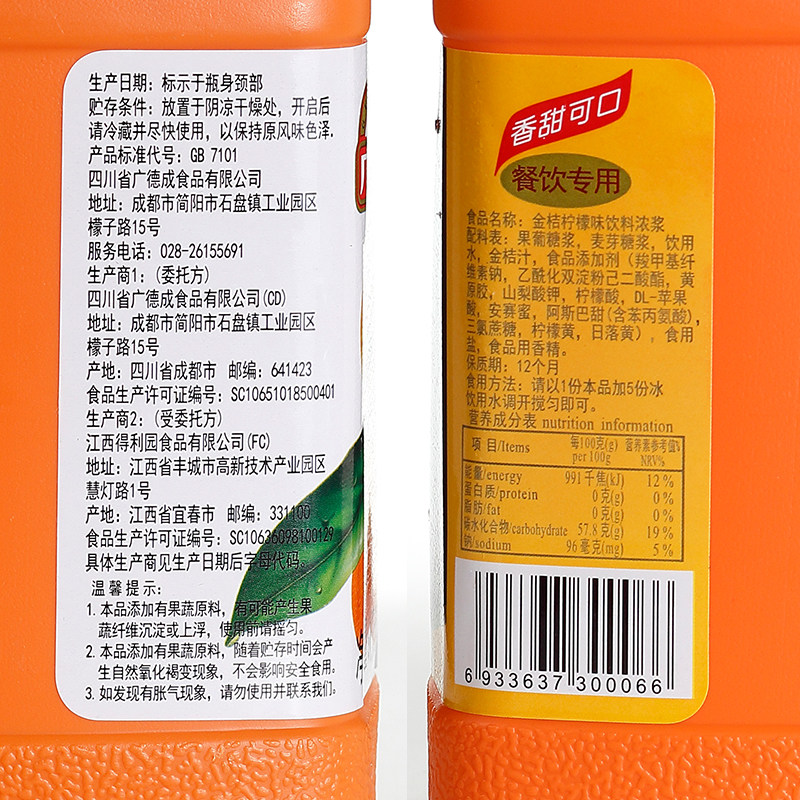 生产日期：标示于瓶身颈部
贮存条件：放置于阴凉干燥处，开启后
请冷藏并尽快使用，以保持原风味色泽.
产品标准代号：GB 7101
四川省广德成食品有限公司
地址：成都市简阳市石盘镇工业园区
檬子路15号
服务电话：028-26155691
生产商1：(委托方)
四川省广德成食品有限公司(CD)
地址：成都市简阳市石盘镇工业园区
檬子路15号
产地：四川省成都市 邮编：641423
食品生产许可证编号：SC10651018500401
生产商2：(受委托方)
江西得利园食品有限公司(FC)
地址：江西省丰城市高新技术产业园区
慧灯路1号
产地：江西省宜春市 邮编：331100
食品生产许可证编号：SC10636098100129
具体生产商见生产日期后字母代码。
温馨提示：
1.本品添加有果蔬原料，有可能产生果
蔬纤维沉淀或上浮，使用前请摇匀。
2.本品添加有果蔬原料，随着贮存时间会产
生自然氧化褐变现象，不会影响安全食用。
3.如发现有胀气现象，请勿使用并联系我们。
香甜可口
餐饮专用
食品名称：金桔柠檬味饮料浓浆
配料表：果葡糖浆，麦芽糖浆，饮用
水，金桔汁，食品添加剂（羧甲基纤
维素钠，乙酰化双淀粉己二酸酯，黄
原胶，山梨酸钾，柠檬酸，DL-苹果
酸，安赛蜜，阿斯巴甜(含苯丙氨酸)，
三氯蔗糖，柠檬黄，日落黄），食用
盐，食品用香精。
保质期：12个月
食用方法：请以1份本品加5份冰
饮用水调开搅匀即可。
营养成分表 nutrition information
项 目/Items 每100克(g) per 100g 营养素参考值% NRV%
能量/energy 991千焦(kJ) 12%
蛋白质/protein 0克(g) 0%
脂肪/fat 0克(g) 0%
碳水化合物/carbohydrate 57.8克(g) 19%
钠/sodium 96毫克(mg) 5%
6 933637 300066